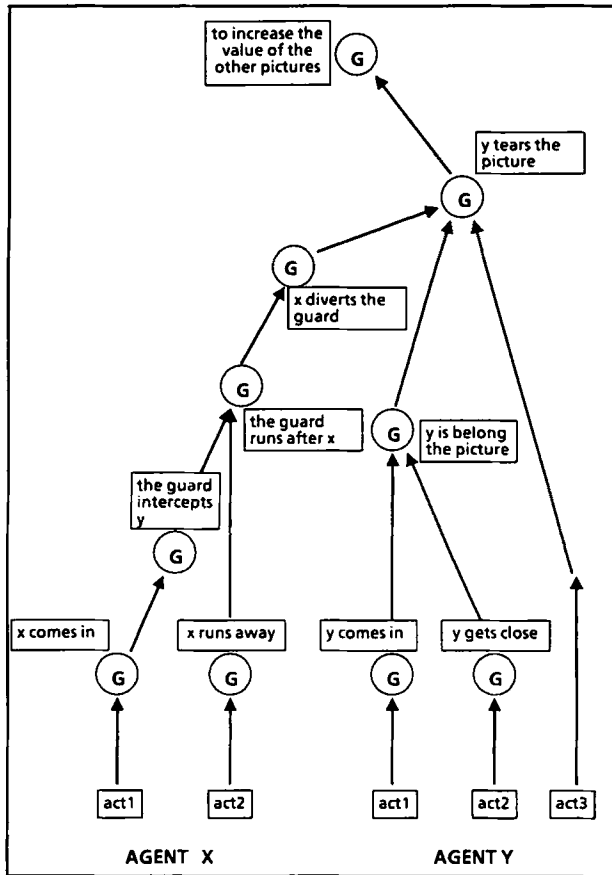 to increase the
value of the
other pictures
G
y tears the
picture
G
G
x diverts the
guard
G
the guard
runs after x
G
y is belong
the picture
the guard
intercepts
y
G
x comes in
x runs away
y comes in
y gets close
G
G
G
G
act1
act2
act1
act2
act3
AGENT X
AGENT Y